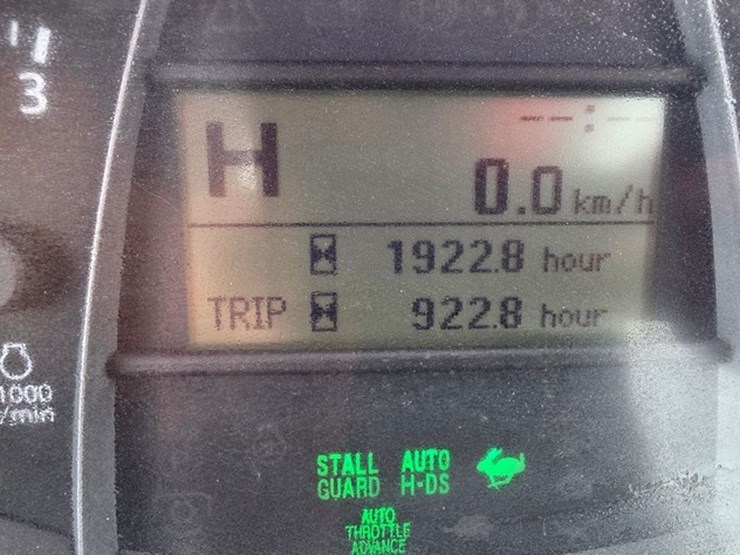 3
H
--:--
0.0 km/h
1922.8 hour
TRIP 922.8 hour
1000
/min
STALL GUARD
AUTO H-DS
AUTO
THROTTLE
ADVANCE